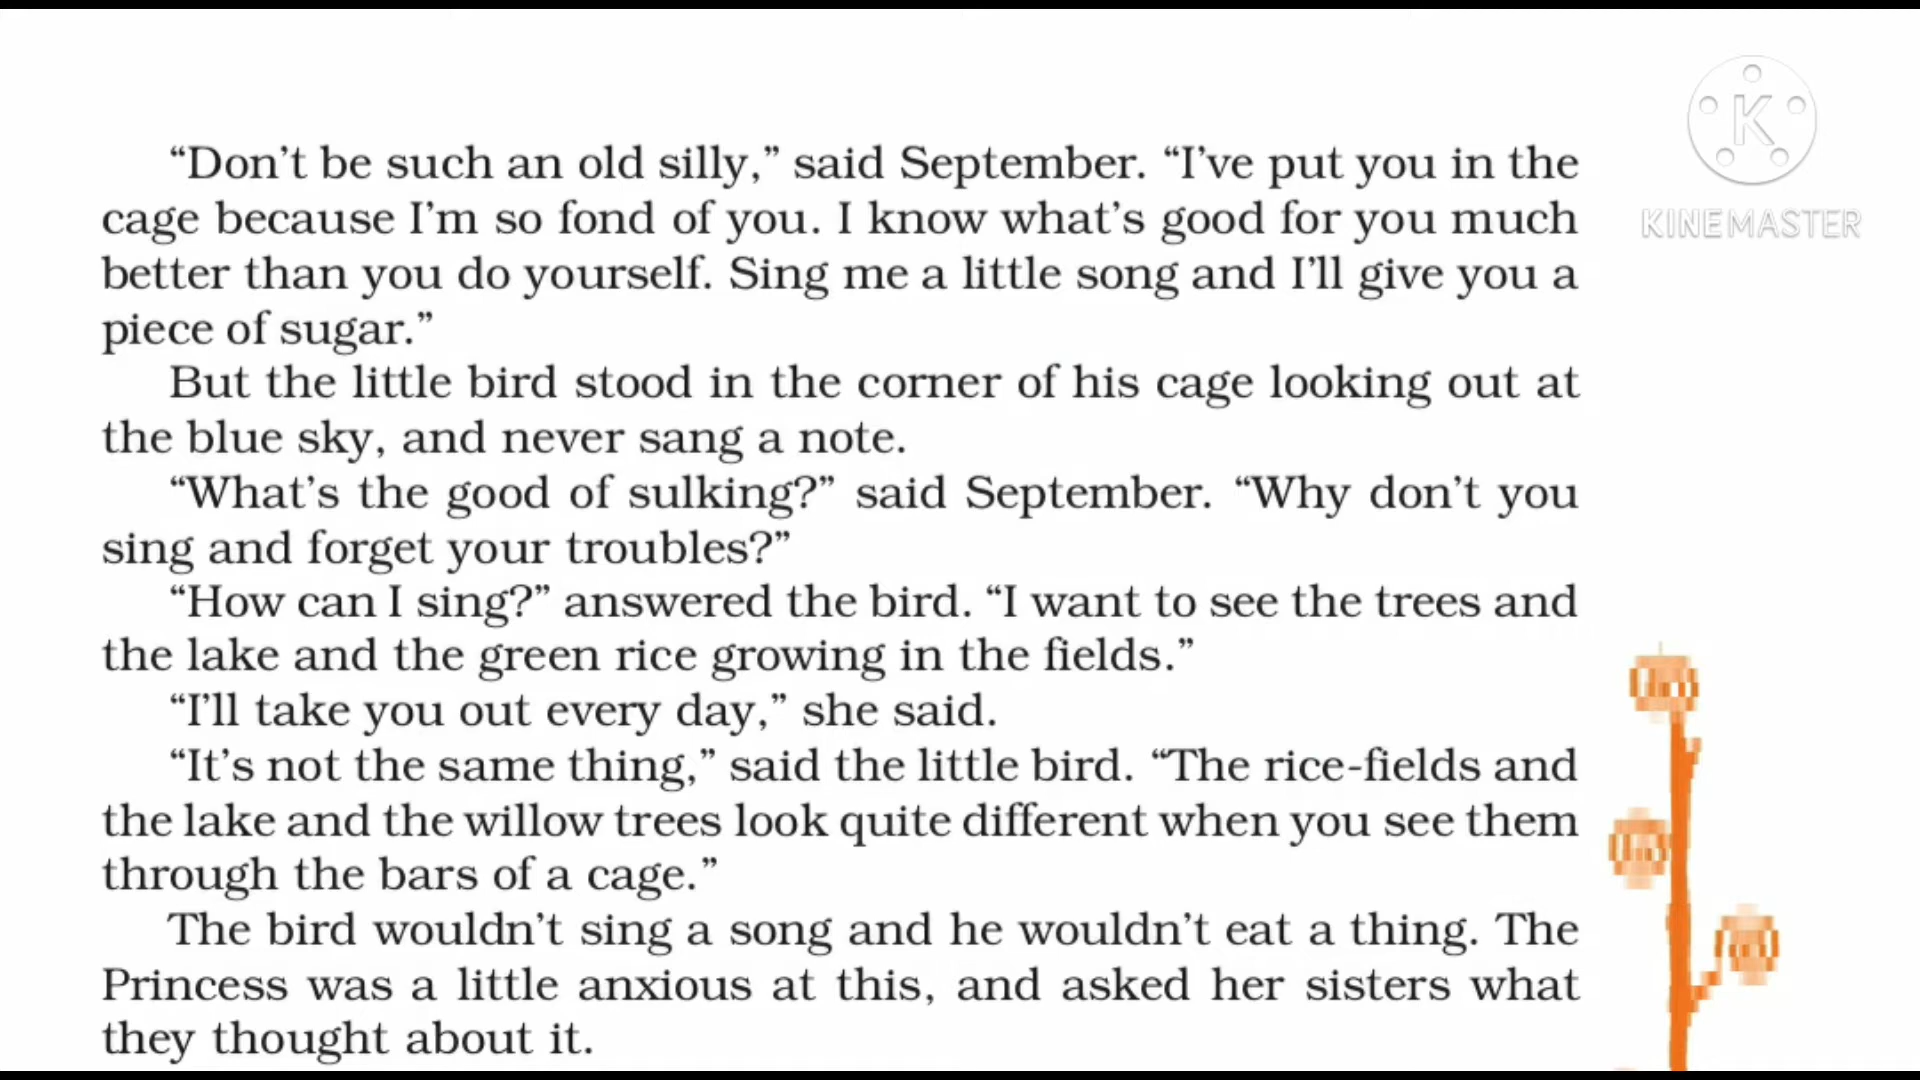 “Don’t be such an old silly,” said September. “I’ve put you in the
cage because I’m so fond of you. I know what’s good for you much
better than you do yourself. Sing me a little song and I’ll give you a
piece of sugar.”
But the little bird stood in the corner of his cage looking out at
the blue sky, and never sang a note.
“What’s the good of sulking?” said September. “Why don’t you
sing and forget your troubles?”
“How can I sing?” answered the bird. “I want to see the trees and
the lake and the green rice growing in the fields.”
“I’ll take you out every day,” she said.
“It’s not the same thing,” said the little bird. “The rice-fields and
the lake and the willow trees look quite different when you see them
through the bars of a cage.”
The bird wouldn’t sing a song and he wouldn’t eat a thing. The
Princess was a little anxious at this, and asked her sisters what
they thought about it.
K
KINEMASTER